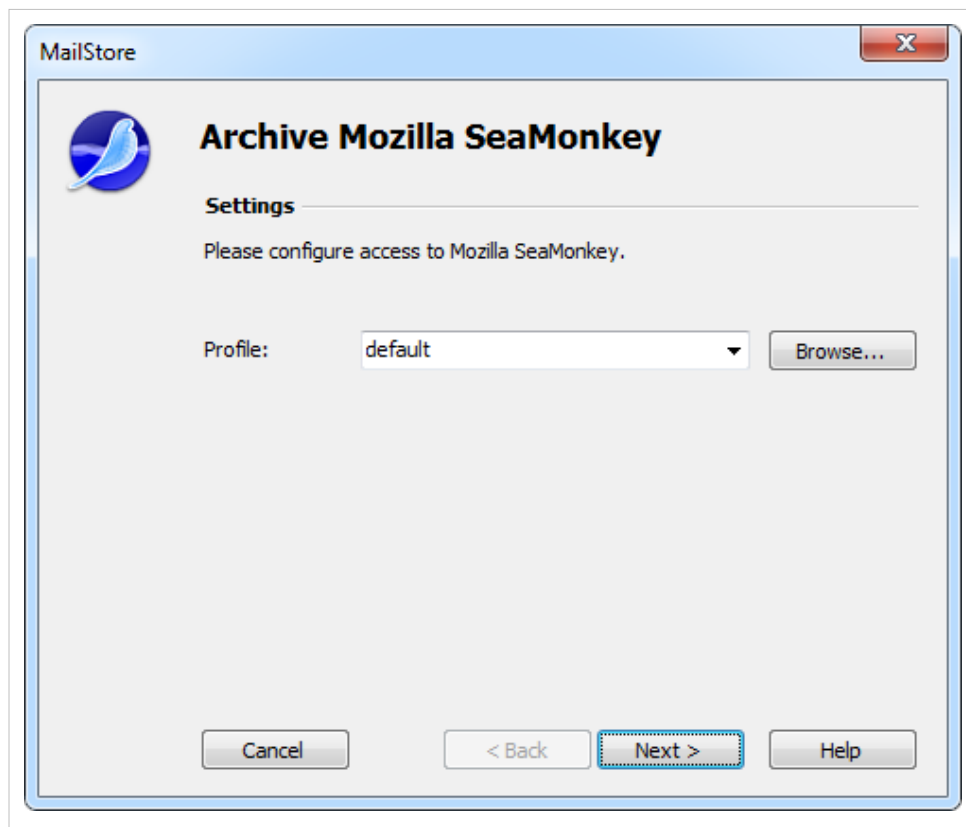 MailStore
Archive Mozilla SeaMonkey
Settings
Please configure access to Mozilla SeaMonkey.
Profile: default Browse...
Cancel < Back Next > Help